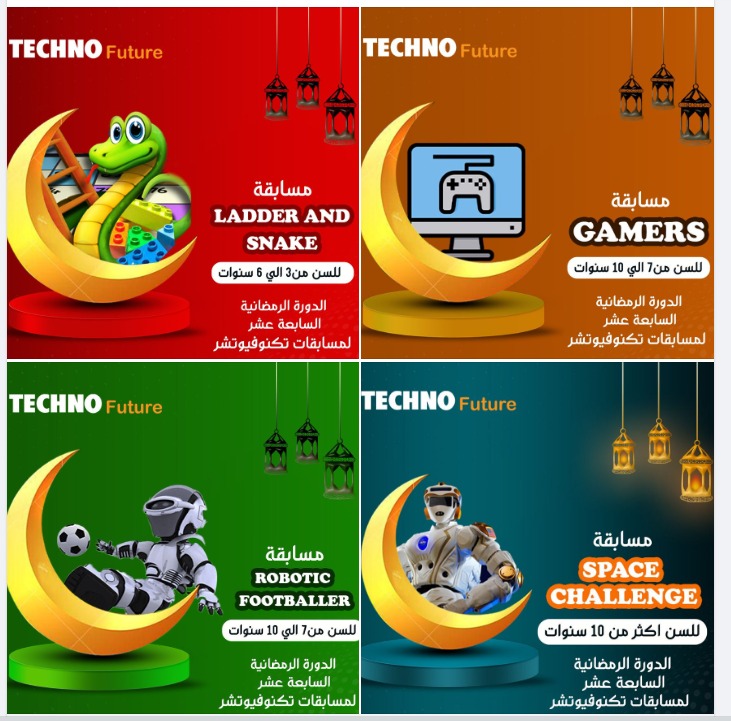 TECHNO Future
مسابقة
LADDER AND
SNAKE
للسن من3 الي 6 سنوات
الدورة الرمضانية
السابعة عشر
لمسابقات تكنوفيوتشر
TECHNO Future
مسابقة
GAMERS
للسن من7 الي 10 سنوات
الدورة الرمضانية
السابعة عشر
لمسابقات تكنوفيوتشر
TECHNO Future
مسابقة
ROBOTIC
FOOTBALLER
للسن من7 الي 10 سنوات
الدورة الرمضانية
السابعة عشر
لمسابقات تكنوفيوتشر
TECHNO Future
مسابقة
SPACE
CHALLENGE
للسن اكثر من 10 سنوات
الدورة الرمضانية
السابعة عشر
لمسابقات تكنوفيوتشر